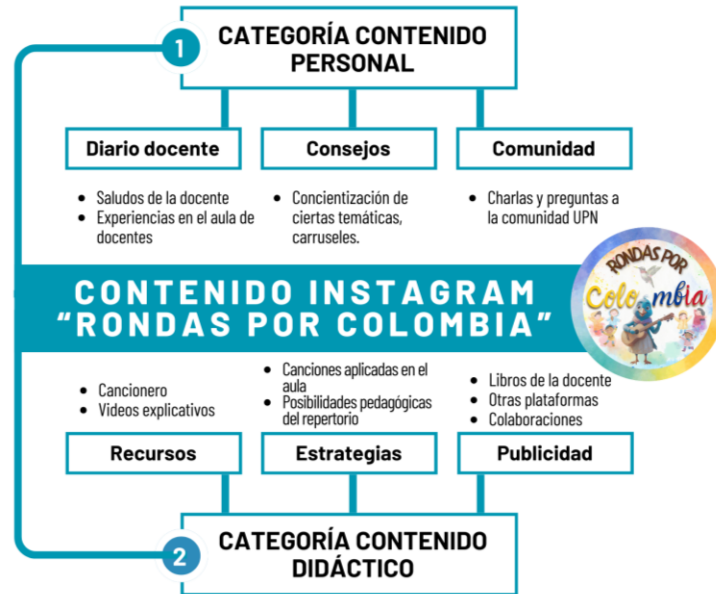 1
CATEGORÍA CONTENIDO
PERSONAL
Diario docente
Consejos
Comunidad
• Saludos de la docente
• Experiencias en el aula de
docentes
• Concientización de
ciertas temáticas,
carruseles.
• Charlas y preguntas a
la comunidad UPN
CONTENIDO INSTAGRAM
“RONDAS POR COLOMBIA”
RONDAS POR
Colombia
• Cancionero
• Videos explicativos
• Canciones aplicadas en el
aula
• Posibilidades pedagógicas
del repertorio
• Libros de la docente
• Otras plataformas
• Colaboraciones
Recursos
Estrategias
Publicidad
2
CATEGORÍA CONTENIDO
DIDÁCTICO